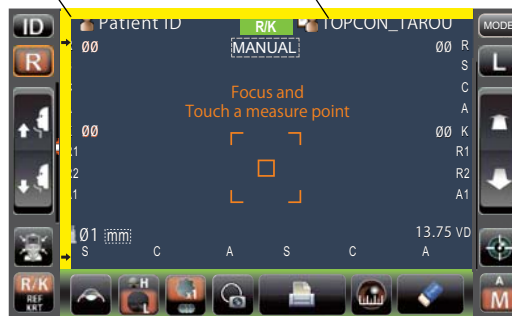 ID
Patient ID
R/K
TOPCON_TAROU
MODE
R
00
MANUAL
00 R
S
L
C
Focus and
A
Touch a measure point
00
00 K
R1
R2
A1
01 mm
13.75 VD
S C A S C A
R/K
REF
KRT
H
L
x1
A
M